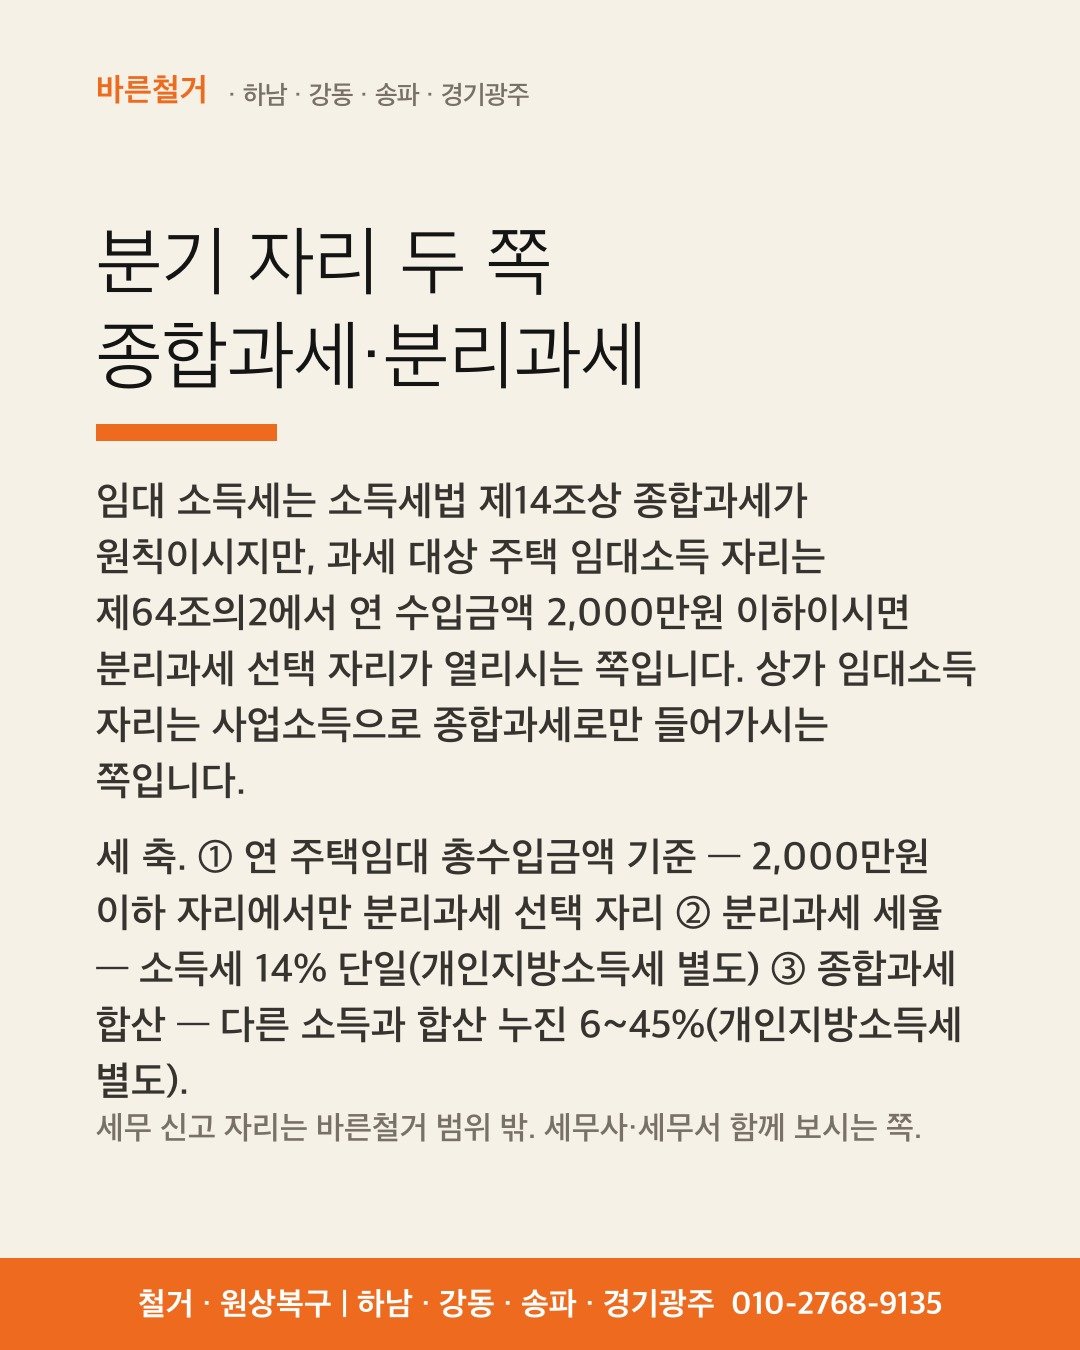 바른철거 · 하남 · 강동 · 송파 · 경기광주
분기 자리 두 쪽
종합과세·분리과세
임대 소득세는 소득세법 제14조상 종합과세가
원칙이시지만, 과세 대상 주택 임대소득 자리는
제64조의2에서 연 수입금액 2,000만원 이하이시면
분리과세 선택 자리가 열리시는 쪽입니다. 상가 임대소득
자리는 사업소득으로 종합과세로만 들어가시는
쪽입니다.
세 축. ① 연 주택임대 총수입금액 기준 — 2,000만원
이하 자리에서만 분리과세 선택 자리 ② 분리과세 세율
— 소득세 14% 단일(개인지방소득세 별도) ③ 종합과세
합산 — 다른 소득과 합산 누진 6~45%(개인지방소득세
별도).
세무 신고 자리는 바른철거 범위 밖. 세무사·세무서 함께 보시는 쪽.
철거 · 원상복구 | 하남 · 강동 · 송파 · 경기광주 010-2768-9135